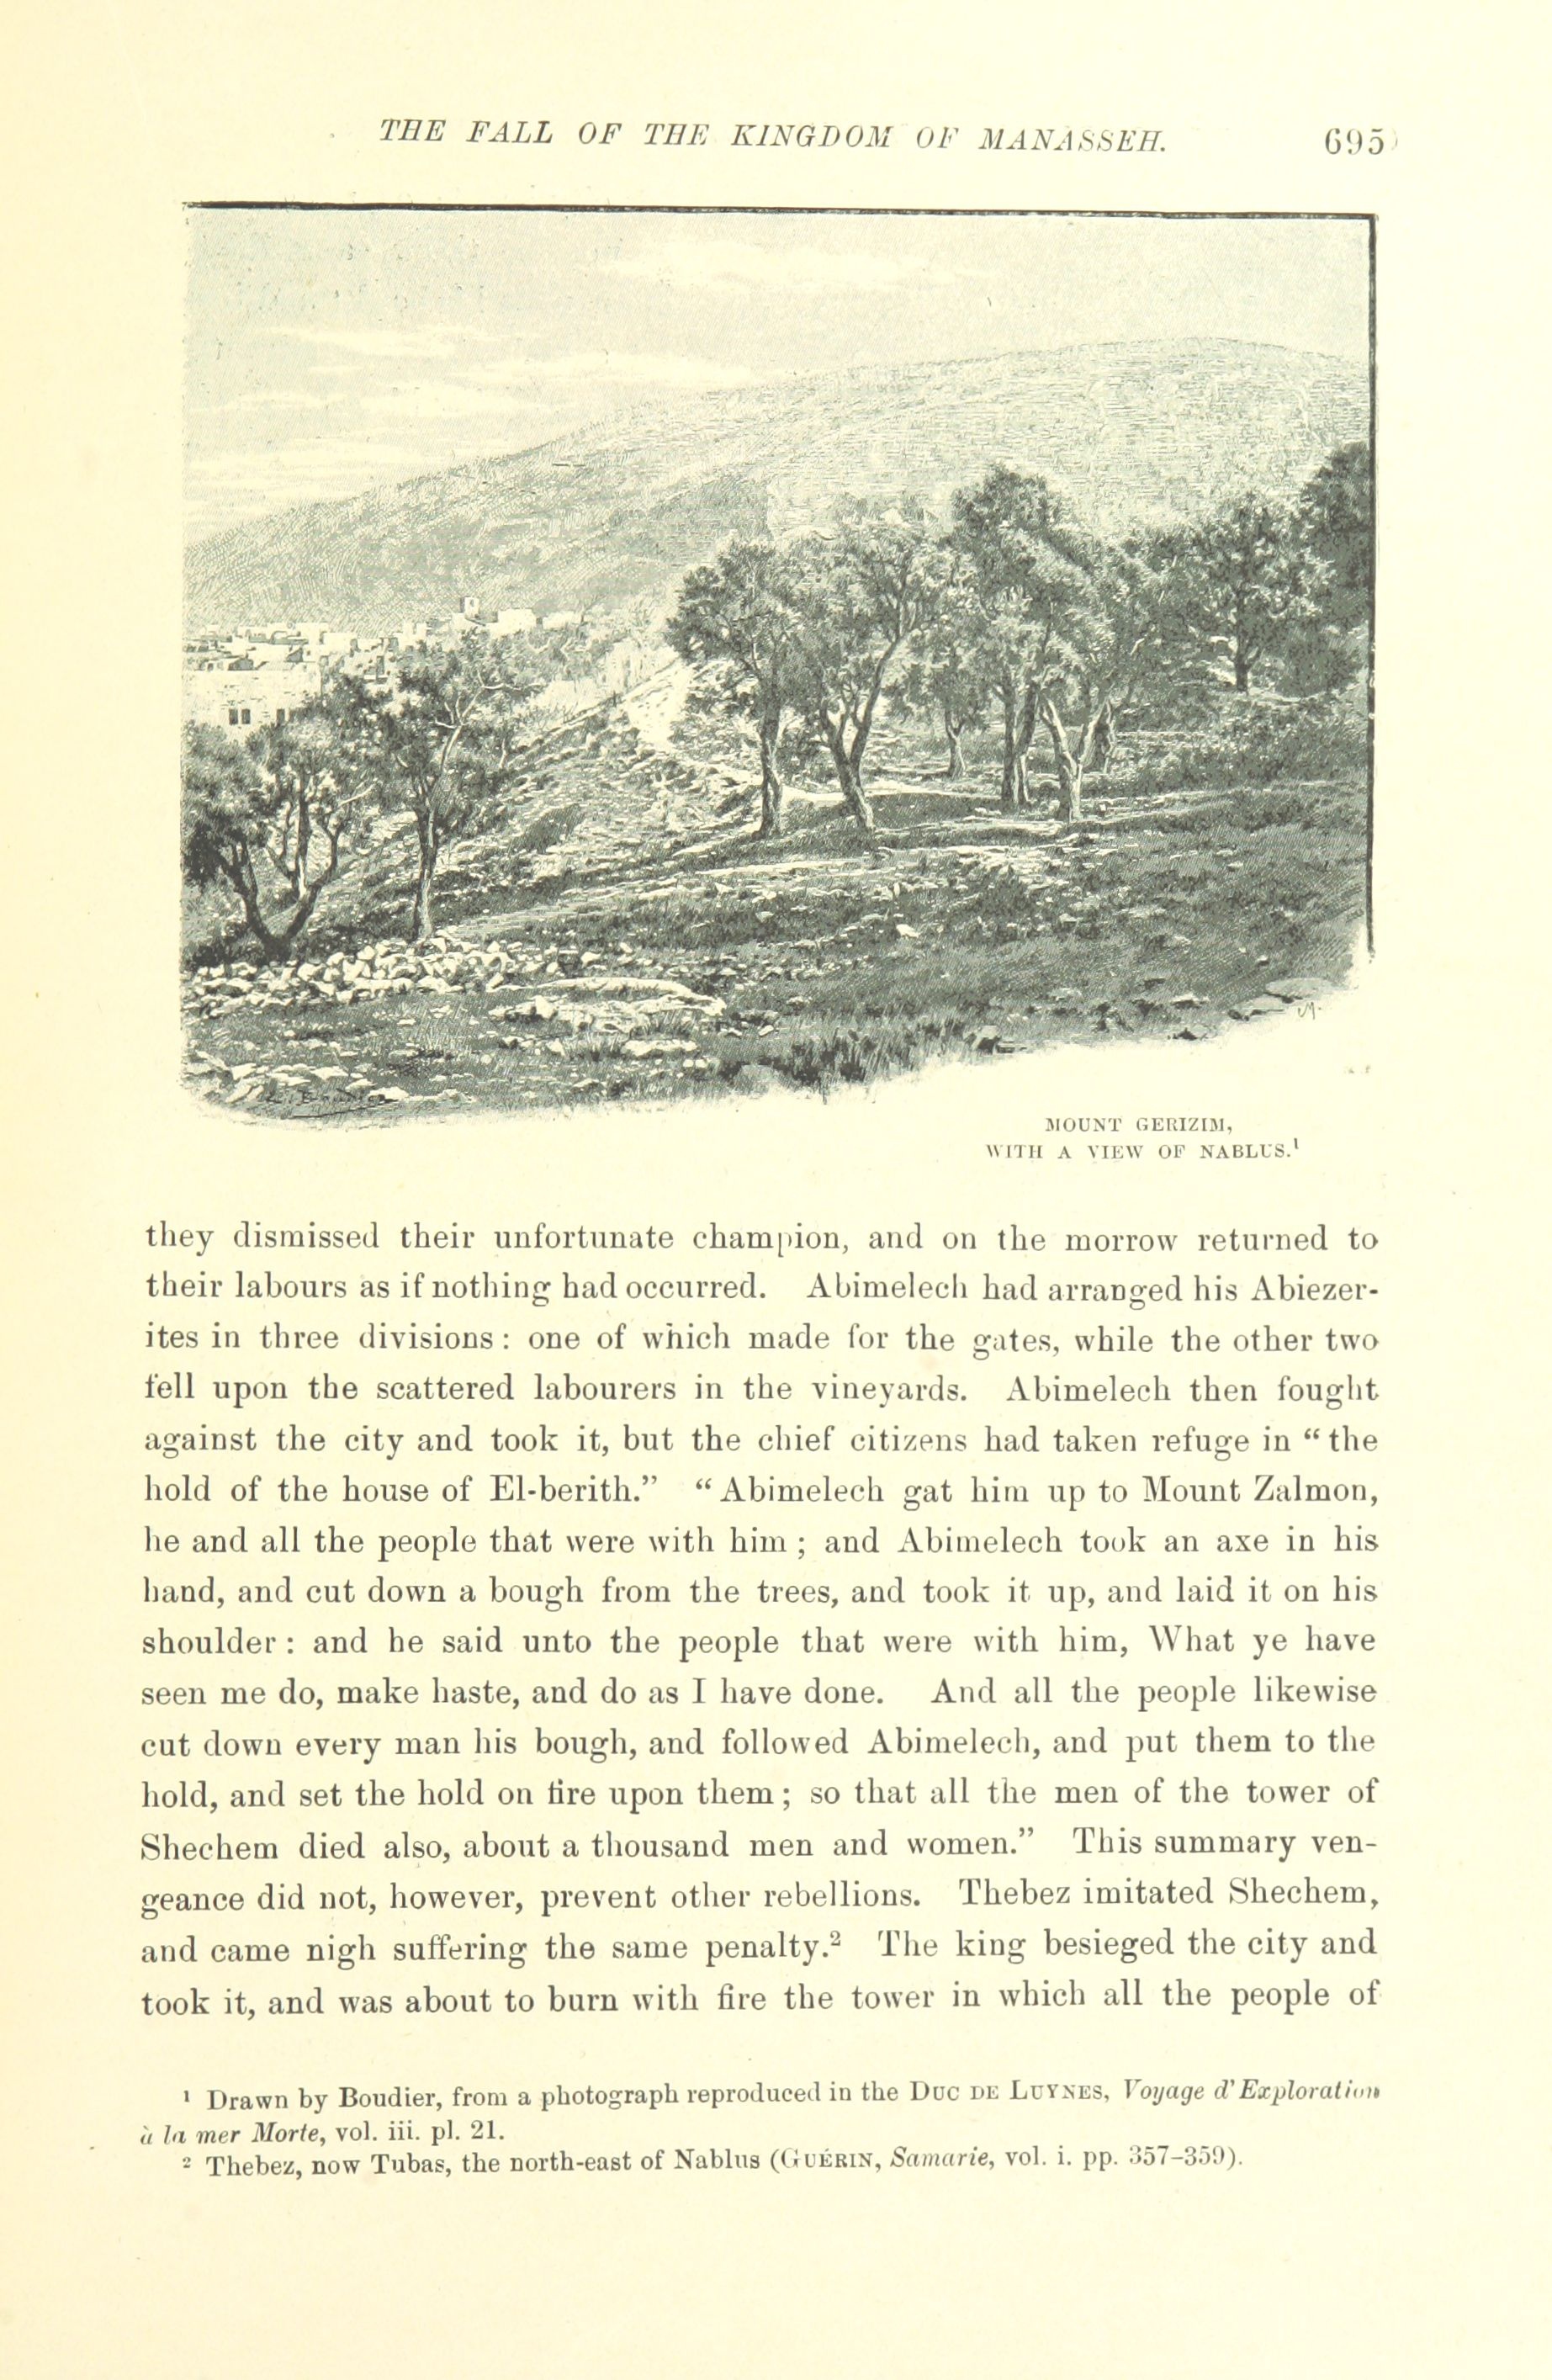 THE FALL OF THE KINGDOM OF MANASSEH. 695
MOUNT GERIZIM,
WITH A VIEW OF NABLUS.¹
they dismissed their unfortunate champion, and on the morrow returned to
their labours as if nothing had occurred. Abimelech had arranged his Abiezer-
ites in three divisions: one of which made for the gates, while the other two
fell upon the scattered labourers in the vineyards. Abimelech then fought
against the city and took it, but the chief citizens had taken refuge in “the
hold of the house of El-berith.” “Abimelech gat him up to Mount Zalmon,
he and all the people that were with him; and Abimelech took an axe in his
hand, and cut down a bough from the trees, and took it up, and laid it on his
shoulder: and he said unto the people that were with him, What ye have
seen me do, make haste, and do as I have done. And all the people likewise
cut down every man his bough, and followed Abimelech, and put them to the
hold, and set the hold on fire upon them; so that all the men of the tower of
Shechem died also, about a thousand men and women.” This summary ven-
geance did not, however, prevent other rebellions. Thebez imitated Shechem,
and came nigh suffering the same penalty.² The king besieged the city and
took it, and was about to burn with fire the tower in which all the people of
¹ Drawn by Boudier, from a photograph reproduced in the DUC DE LUYNES, Voyage d'Exploration
à la mer Morte, vol. iii. pl. 21.
² Thebez, now Tubas, the north-east of Nablus (GUÉRIN, Samarie, vol. i. pp. 357-359).